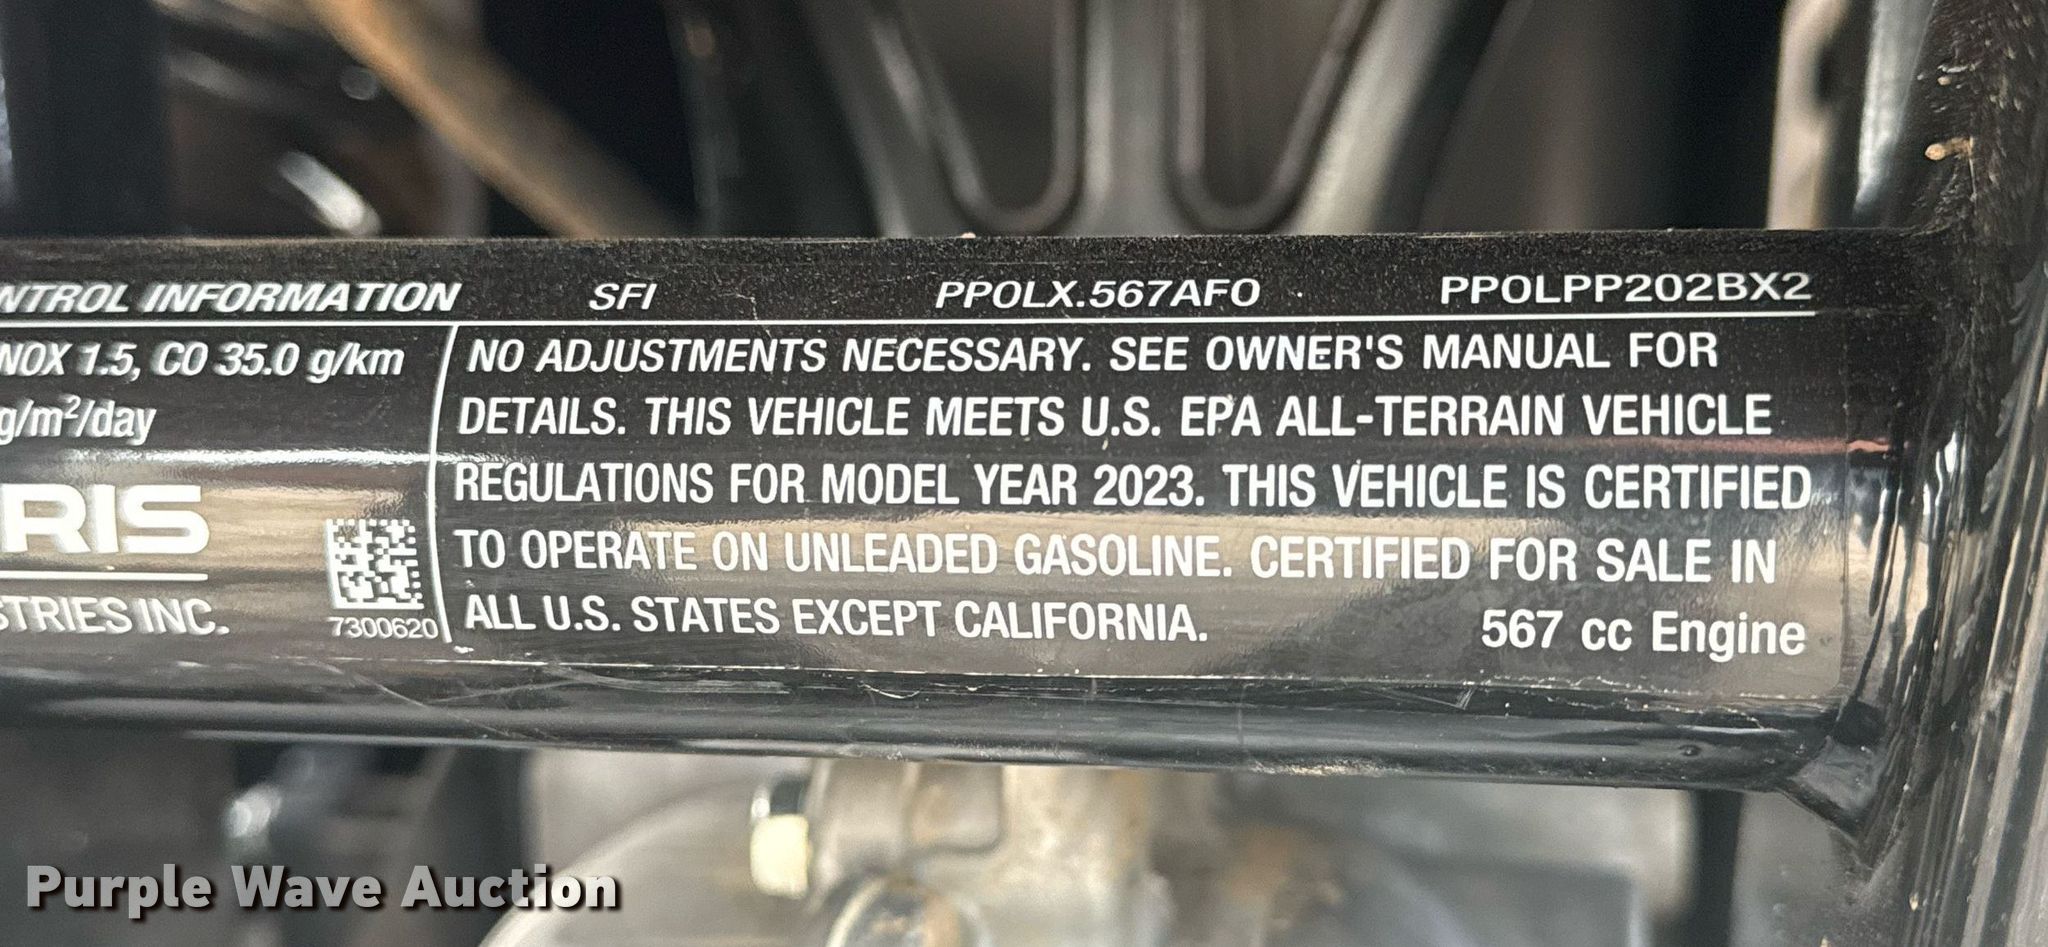 NTROL INFORMATION SFI PPOLX.567AFO PPOLPP202BX2
NOX 1.5, CO 35.0 g/km
g/m²/day
RIS
STRIES INC.
7300620
NO ADJUSTMENTS NECESSARY. SEE OWNER'S MANUAL FOR
DETAILS. THIS VEHICLE MEETS U.S. EPA ALL-TERRAIN VEHICLE
REGULATIONS FOR MODEL YEAR 2023. THIS VEHICLE IS CERTIFIED
TO OPERATE ON UNLEADED GASOLINE. CERTIFIED FOR SALE IN
ALL U.S. STATES EXCEPT CALIFORNIA.
567 cc Engine
Purple Wave Auction